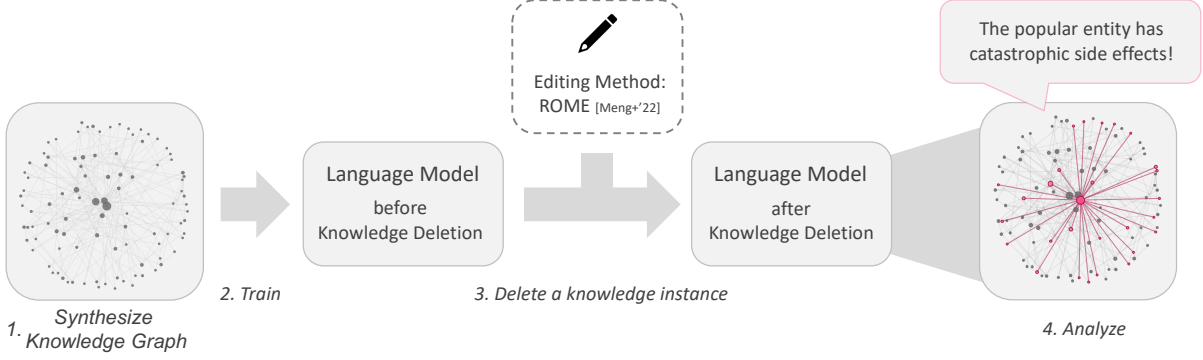 The popular entity has
catastrophic side effects!
Editing Method:
ROME [Meng+'22]
Language Model
before
Knowledge Deletion
Language Model
after
Knowledge Deletion
1. Synthesize
Knowledge Graph
2. Train
3. Delete a knowledge instance
4. Analyze